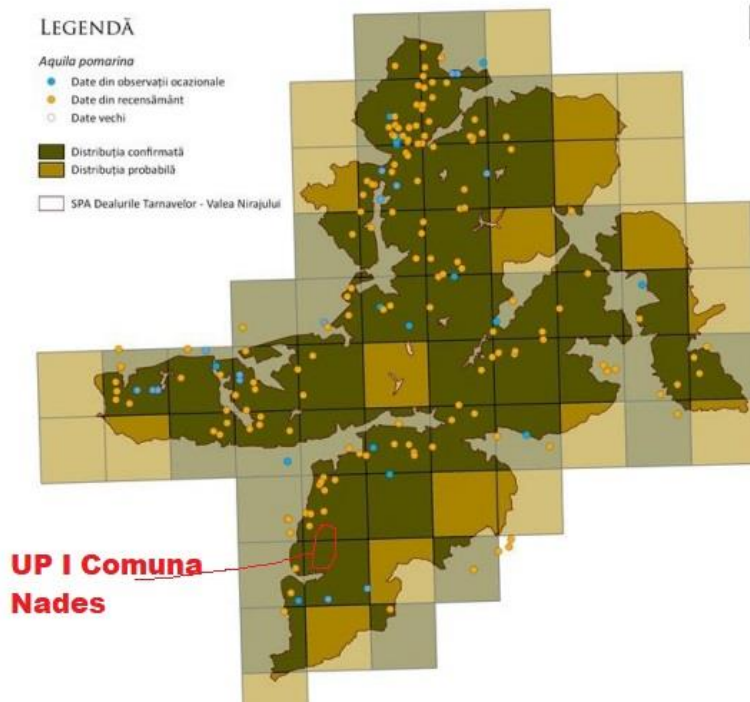 LEGENDĂ
Aquila pomarina
Date din observații ocazionale
Date din recensământ
Date vechi
Distribuția confirmată
Distribuția probabilă
SPA Dealurile Tarnavelor - Valea Nirajului
UP I Comuna
Nades